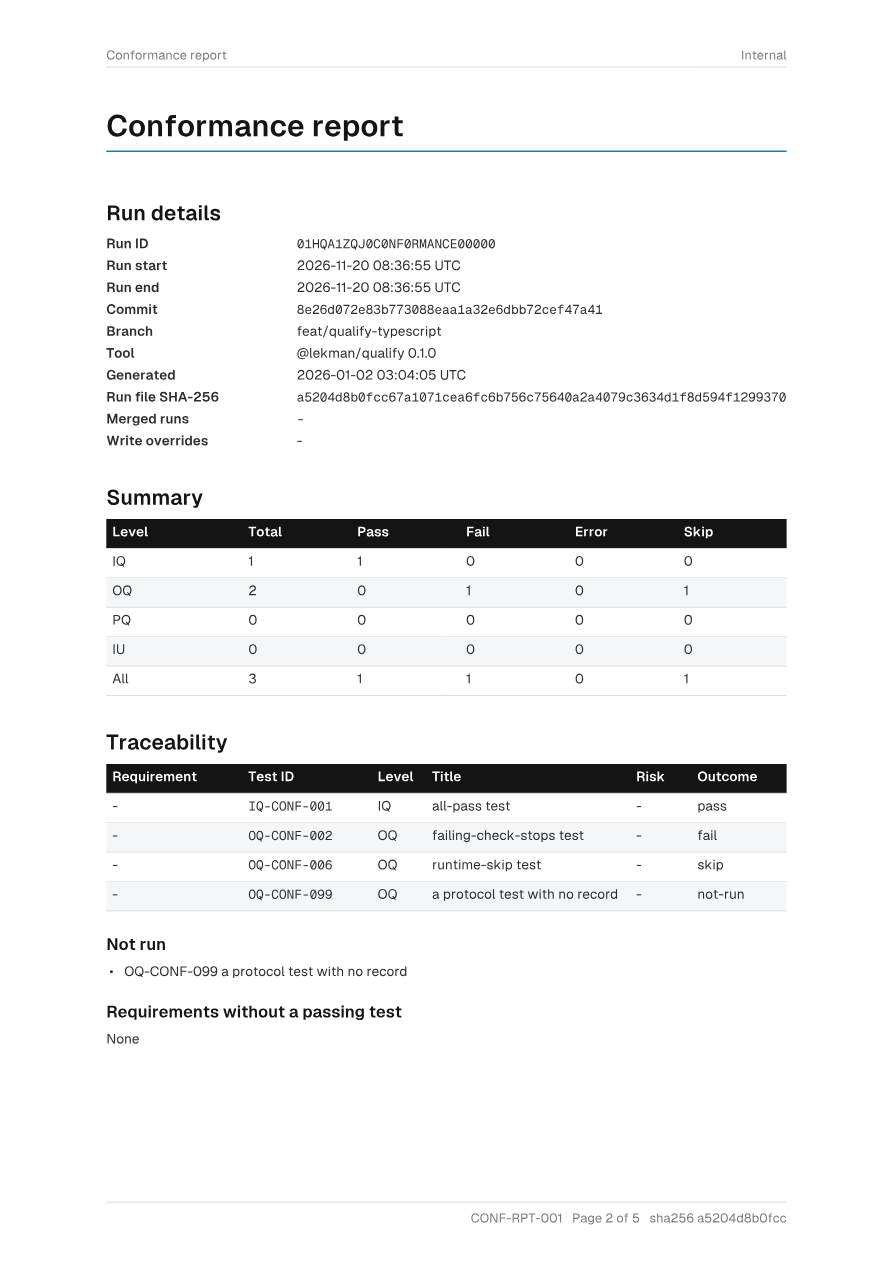 Conformance report Internal
Conformance report
Run details
Run ID 01HQA1ZQJ0C0NF0RMANCE00000
Run start 2026-11-20 08:36:55 UTC
Run end 2026-11-20 08:36:55 UTC
Commit 8e26d072e83b773088eaa1a32e6dbb72cef47a41
Branch feat/qualify-typescript
Tool @lekman/qualify 0.1.0
Generated 2026-01-02 03:04:05 UTC
Run file SHA-256 a5204d8b0fcc67a1071cea6fc6b756c75640a2a4079c3634d1f8d594f1299370
Merged runs -
Write overrides -
Summary
Level Total Pass Fail Error Skip
IQ 1 1 0 0 0
OQ 2 0 1 0 1
PQ 0 0 0 0 0
IU 0 0 0 0 0
All 3 1 1 0 1
Traceability
Requirement Test ID Level Title Risk Outcome
- IQ-CONF-001 IQ all-pass test - pass
- OQ-CONF-002 OQ failing-check-stops test - fail
- OQ-CONF-006 OQ runtime-skip test - skip
- OQ-CONF-099 OQ a protocol test with no record - not-run
Not run
• OQ-CONF-099 a protocol test with no record
Requirements without a passing test
None
CONF-RPT-001 Page 2 of 5 sha256 a5204d8b0fcc